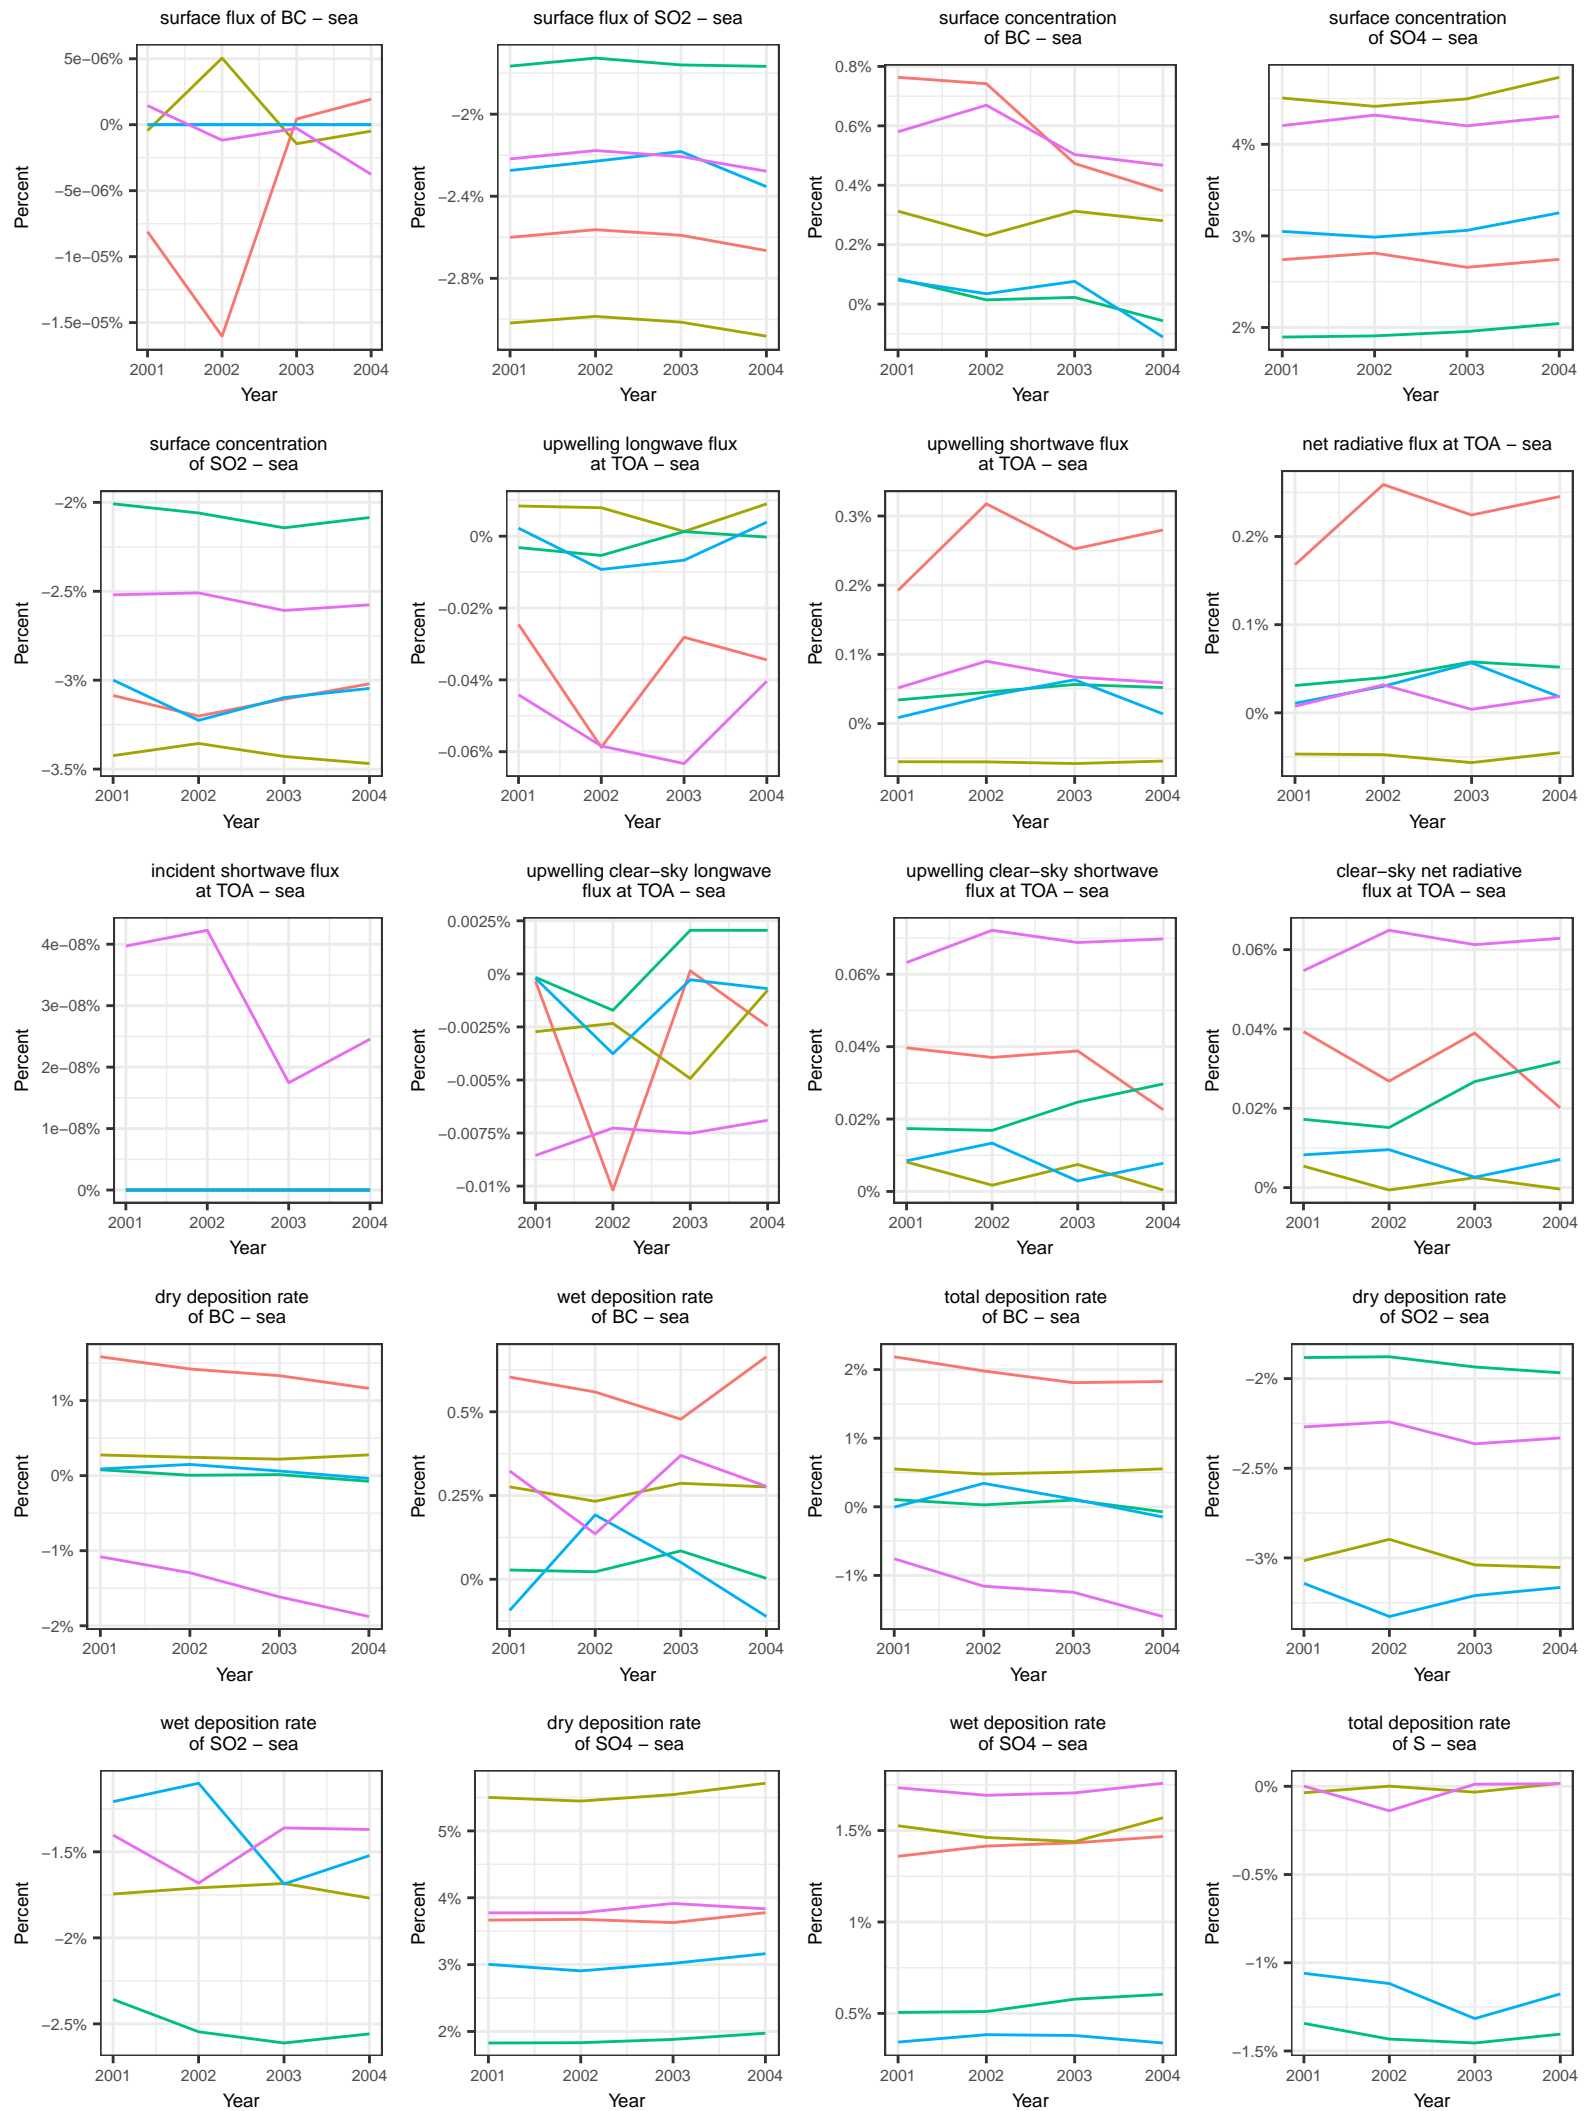 surface flux of BC − sea
5e−06%
0%
−5e−06%
−1e−05%
−1.5e−05%
Percent
2001 2002 2003 2004
Year
surface flux of SO2 − sea
−2%
−2.4%
−2.8%
Percent
2001 2002 2003 2004
Year
surface concentration
of BC − sea
0.8%
0.6%
0.4%
0.2%
0%
Percent
2001 2002 2003 2004
Year
surface concentration
of SO4 − sea
4%
3%
2%
Percent
2001 2002 2003 2004
Year
surface concentration
of SO2 − sea
−2%
−2.5%
−3%
−3.5%
Percent
2001 2002 2003 2004
Year
upwelling longwave flux
at TOA − sea
0%
−0.02%
−0.04%
−0.06%
Percent
2001 2002 2003 2004
Year
upwelling shortwave flux
at TOA − sea
0.3%
0.2%
0.1%
0%
Percent
2001 2002 2003 2004
Year
net radiative flux at TOA − sea
0.2%
0.1%
0%
Percent
2001 2002 2003 2004
Year
incident shortwave flux
at TOA − sea
4e−08%
3e−08%
2e−08%
1e−08%
0%
Percent
2001 2002 2003 2004
Year
upwelling clear−sky longwave
flux at TOA − sea
0.0025%
0%
−0.0025%
−0.005%
−0.0075%
−0.01%
Percent
2001 2002 2003 2004
Year
upwelling clear−sky shortwave
flux at TOA − sea
0.06%
0.04%
0.02%
0%
Percent
2001 2002 2003 2004
Year
clear−sky net radiative
flux at TOA − sea
0.06%
0.04%
0.02%
0%
Percent
2001 2002 2003 2004
Year
dry deposition rate
of BC − sea
1%
0%
−1%
−2%
Percent
2001 2002 2003 2004
Year
wet deposition rate
of BC − sea
0.5%
0.25%
0%
Percent
2001 2002 2003 2004
Year
total deposition rate
of BC − sea
2%
1%
0%
−1%
Percent
2001 2002 2003 2004
Year
dry deposition rate
of SO2 − sea
−2%
−2.5%
−3%
Percent
2001 2002 2003 2004
Year
wet deposition rate
of SO2 − sea
−1.5%
−2%
−2.5%
Percent
2001 2002 2003 2004
Year
dry deposition rate
of SO4 − sea
5%
4%
3%
2%
Percent
2001 2002 2003 2004
Year
wet deposition rate
of SO4 − sea
1.5%
1%
0.5%
Percent
2001 2002 2003 2004
Year
total deposition rate
of S − sea
0%
−0.5%
−1%
−1.5%
Percent
2001 2002 2003 2004
Year